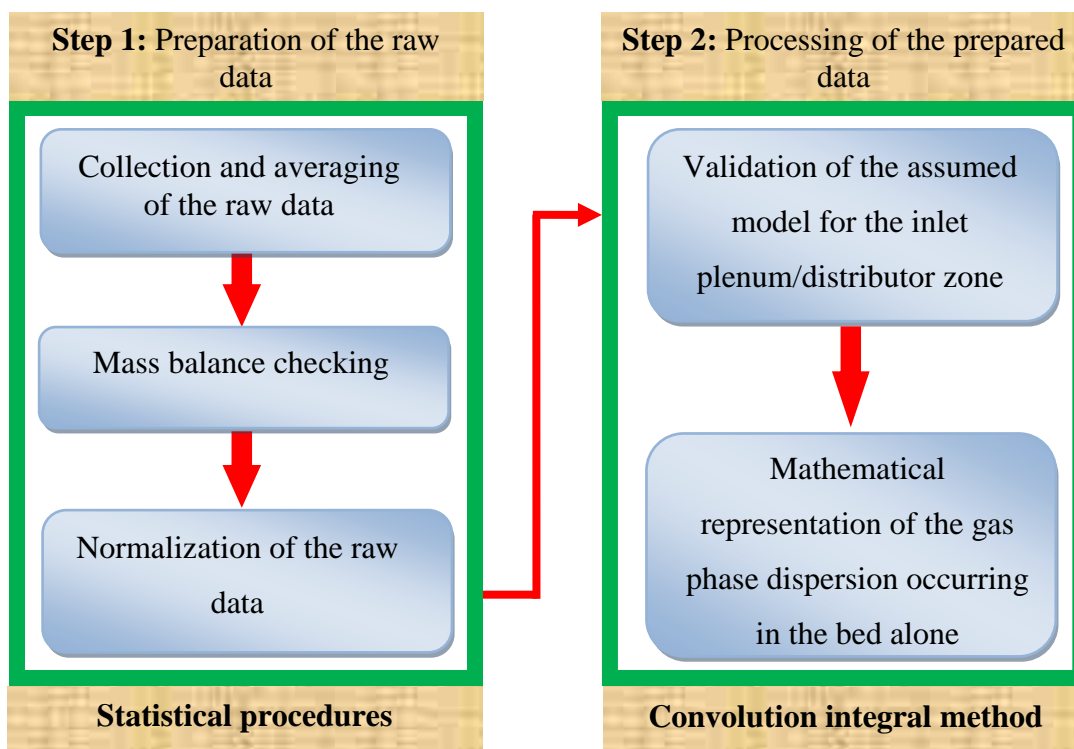 Step 1: Preparation of the raw
data
Collection and averaging
of the raw data
Mass balance checking
Normalization of the raw
data
Statistical procedures
Step 2: Processing of the prepared
data
Validation of the assumed
model for the inlet
plenum/distributor zone
Mathematical
representation of the gas
phase dispersion occurring
in the bed alone
Convolution integral method